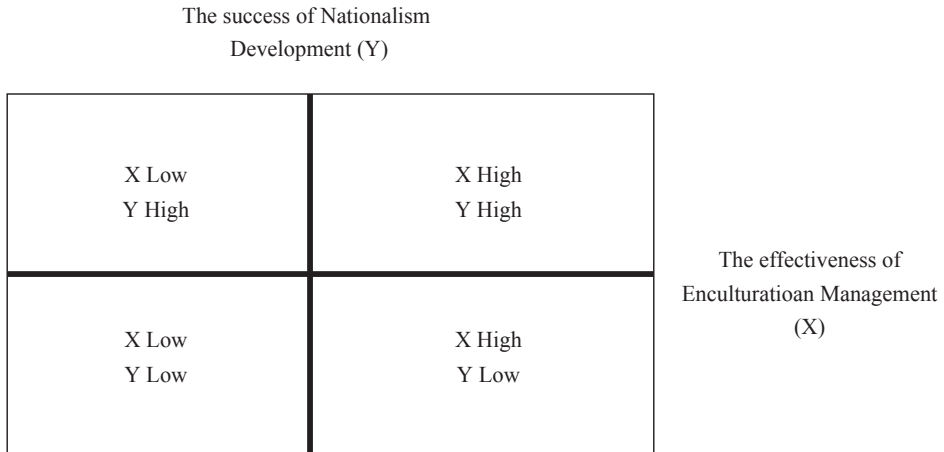 The success of Nationalism
Development (Y)
X Low
Y High
X High
Y High
The effectiveness of
Enculturatioan Management
(X)
X Low
Y Low
X High
Y Low